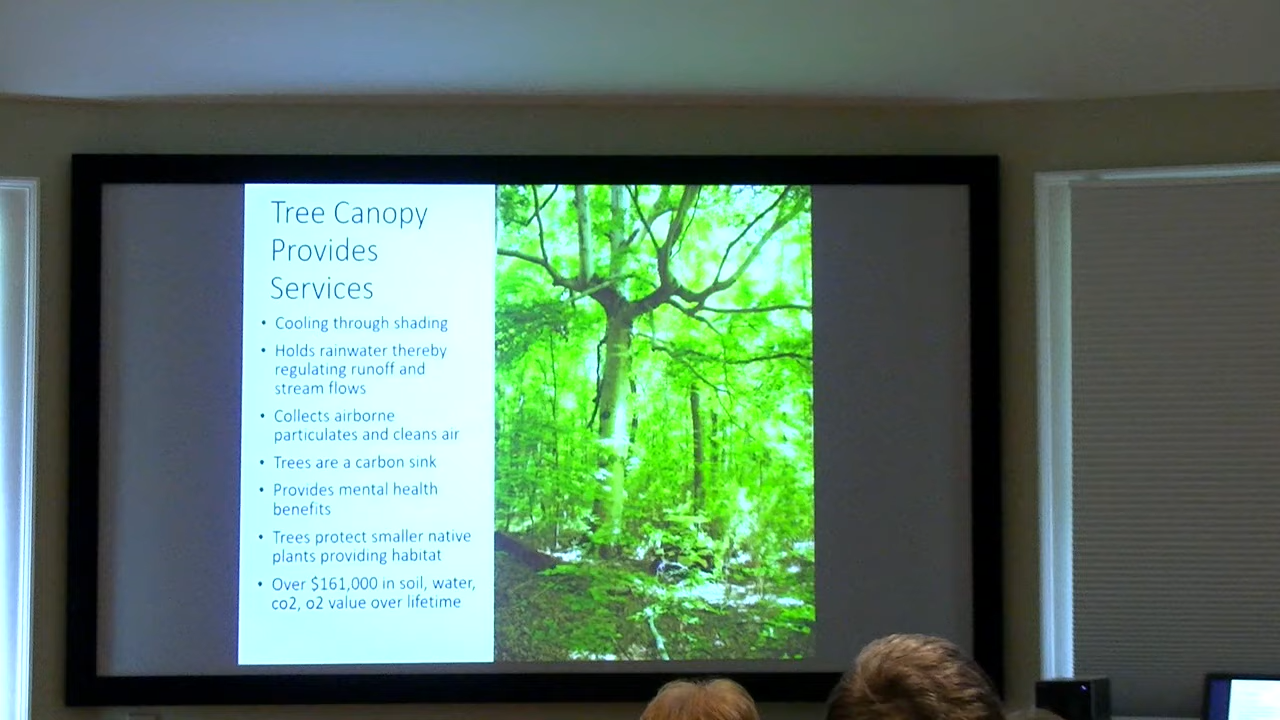 Tree Canopy
Provides
Services
• Cooling through shading
• Holds rainwater thereby
regulating runoff and
stream flows
• Collects airborne
particulates and cleans air
• Trees are a carbon sink
• Provides mental health
benefits
• Trees protect smaller native
plants providing habitat
• Over $161,000 in soil, water,
co2, o2 value over lifetime